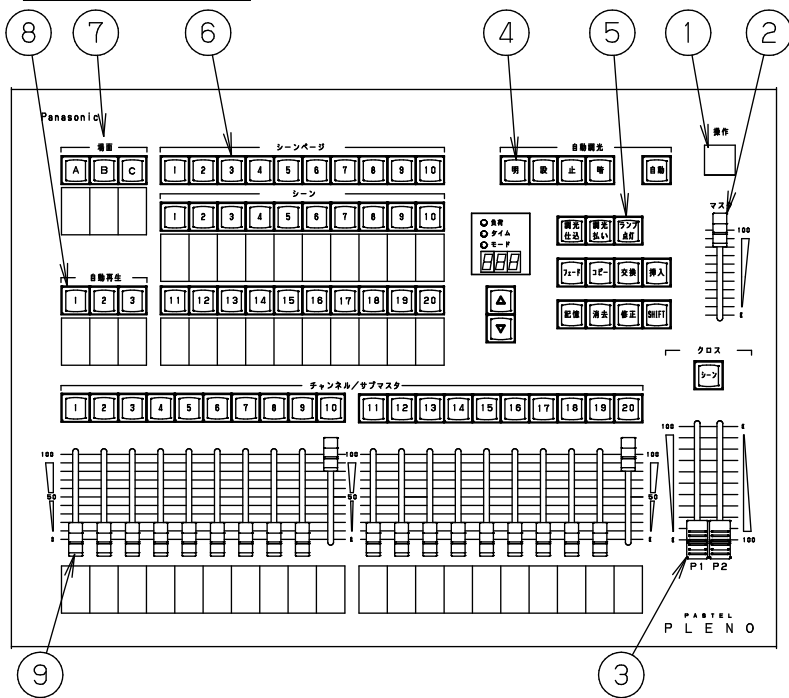 8 7 6 4 5 1 2
Panasonic
場面 シーンページ 自動調光 操作
A B C 1 2 3 4 5 6 7 8 9 10 明 段 止 暗 自動
シーン マスタ
1 2 3 4 5 6 7 8 9 10
負荷
タイム
モード
888
調光仕込 調光払い ランプ点灯
100
フェード コピー 交換 挿入
自動再生
1 2 3 11 12 13 14 15 16 17 18 19 20
△
▽
記憶 消去 修正 SHIFT
0
クロス
シーン
チャンネル/サブマスタ
1 2 3 4 5 6 7 8 9 10 11 12 13 14 15 16 17 18 19 20
100 100 100 100 0
50 50 50
0 0 0 0 100
P1 P2
PASTEL
PLENO
9 3